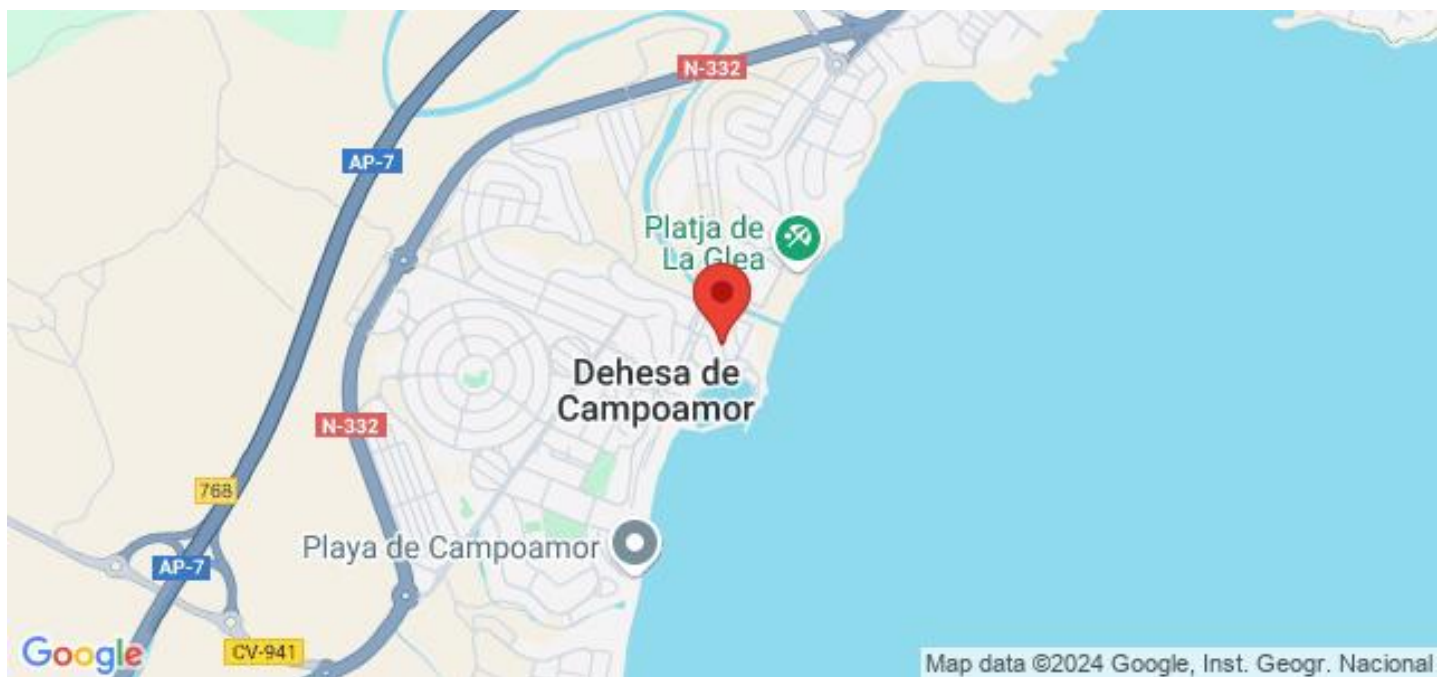 N-332
AP-7
Platja de
La Glea
Dehesa de
Campoamor
N-332
768
Playa de Campoamor
AP-7
CV-941
Google
Map data ©2024 Google, Inst. Geogr. Nacional